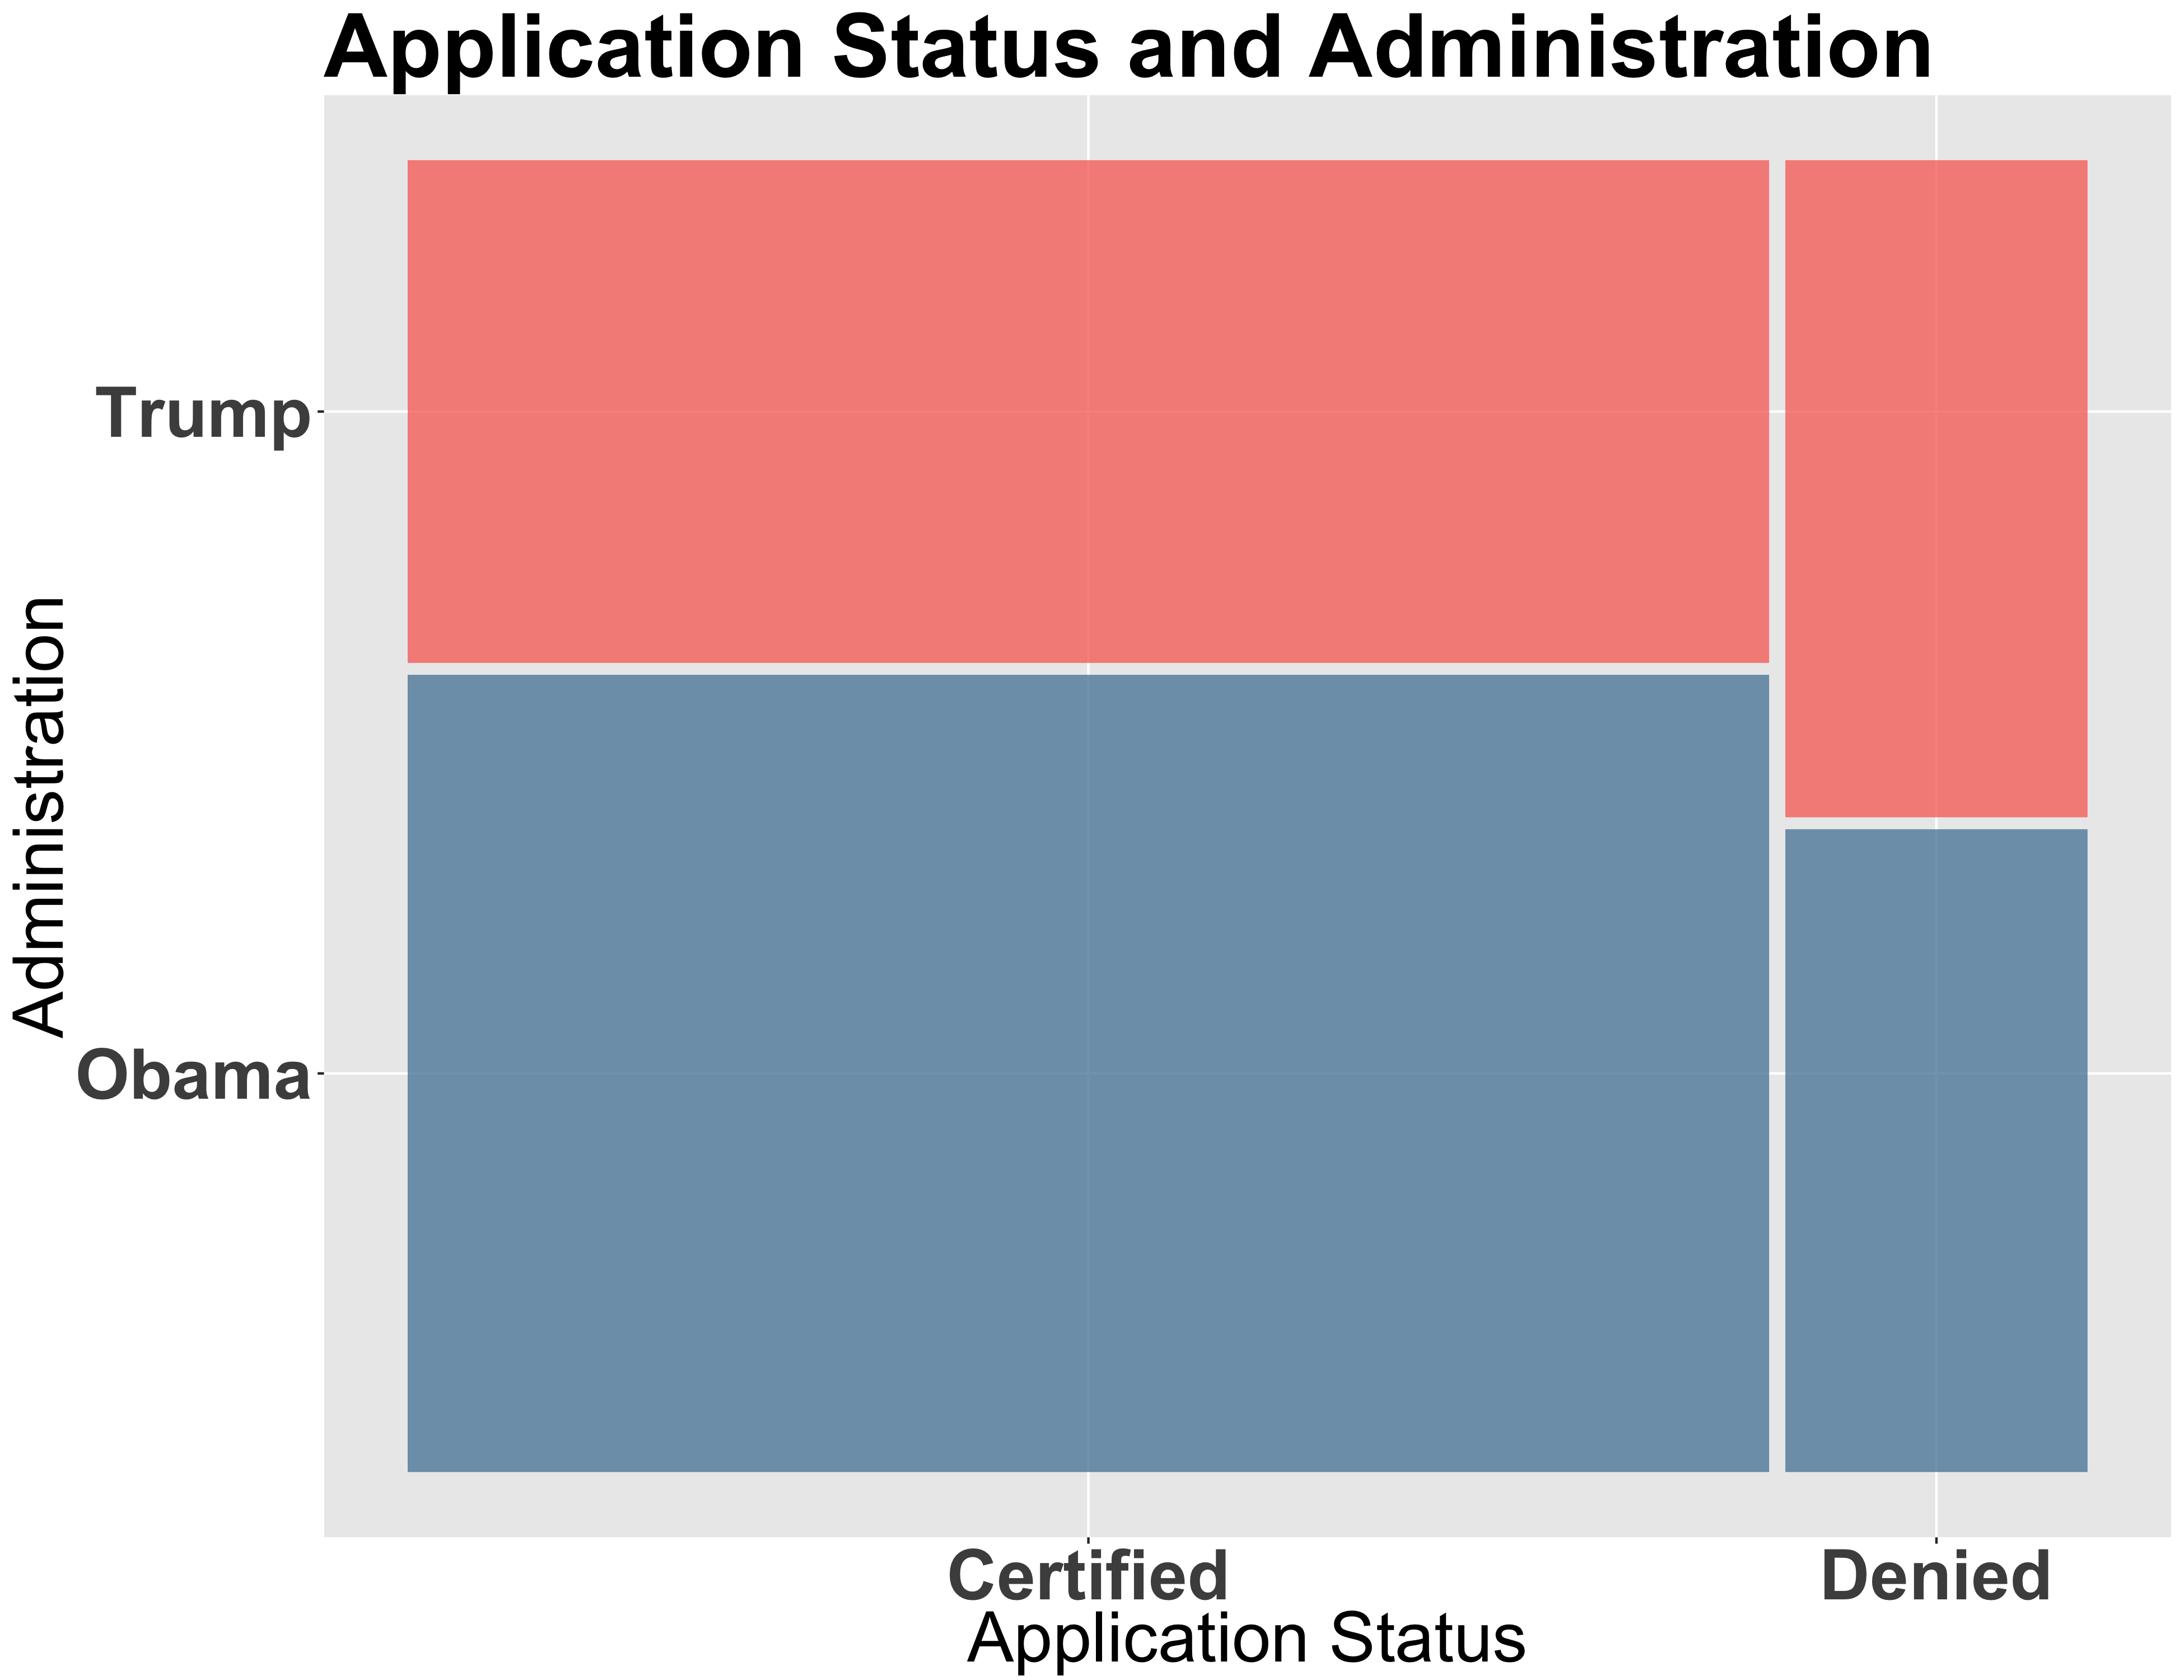 Application Status and Administration
Trump
Administration
Obama
Certified
Denied
Application Status